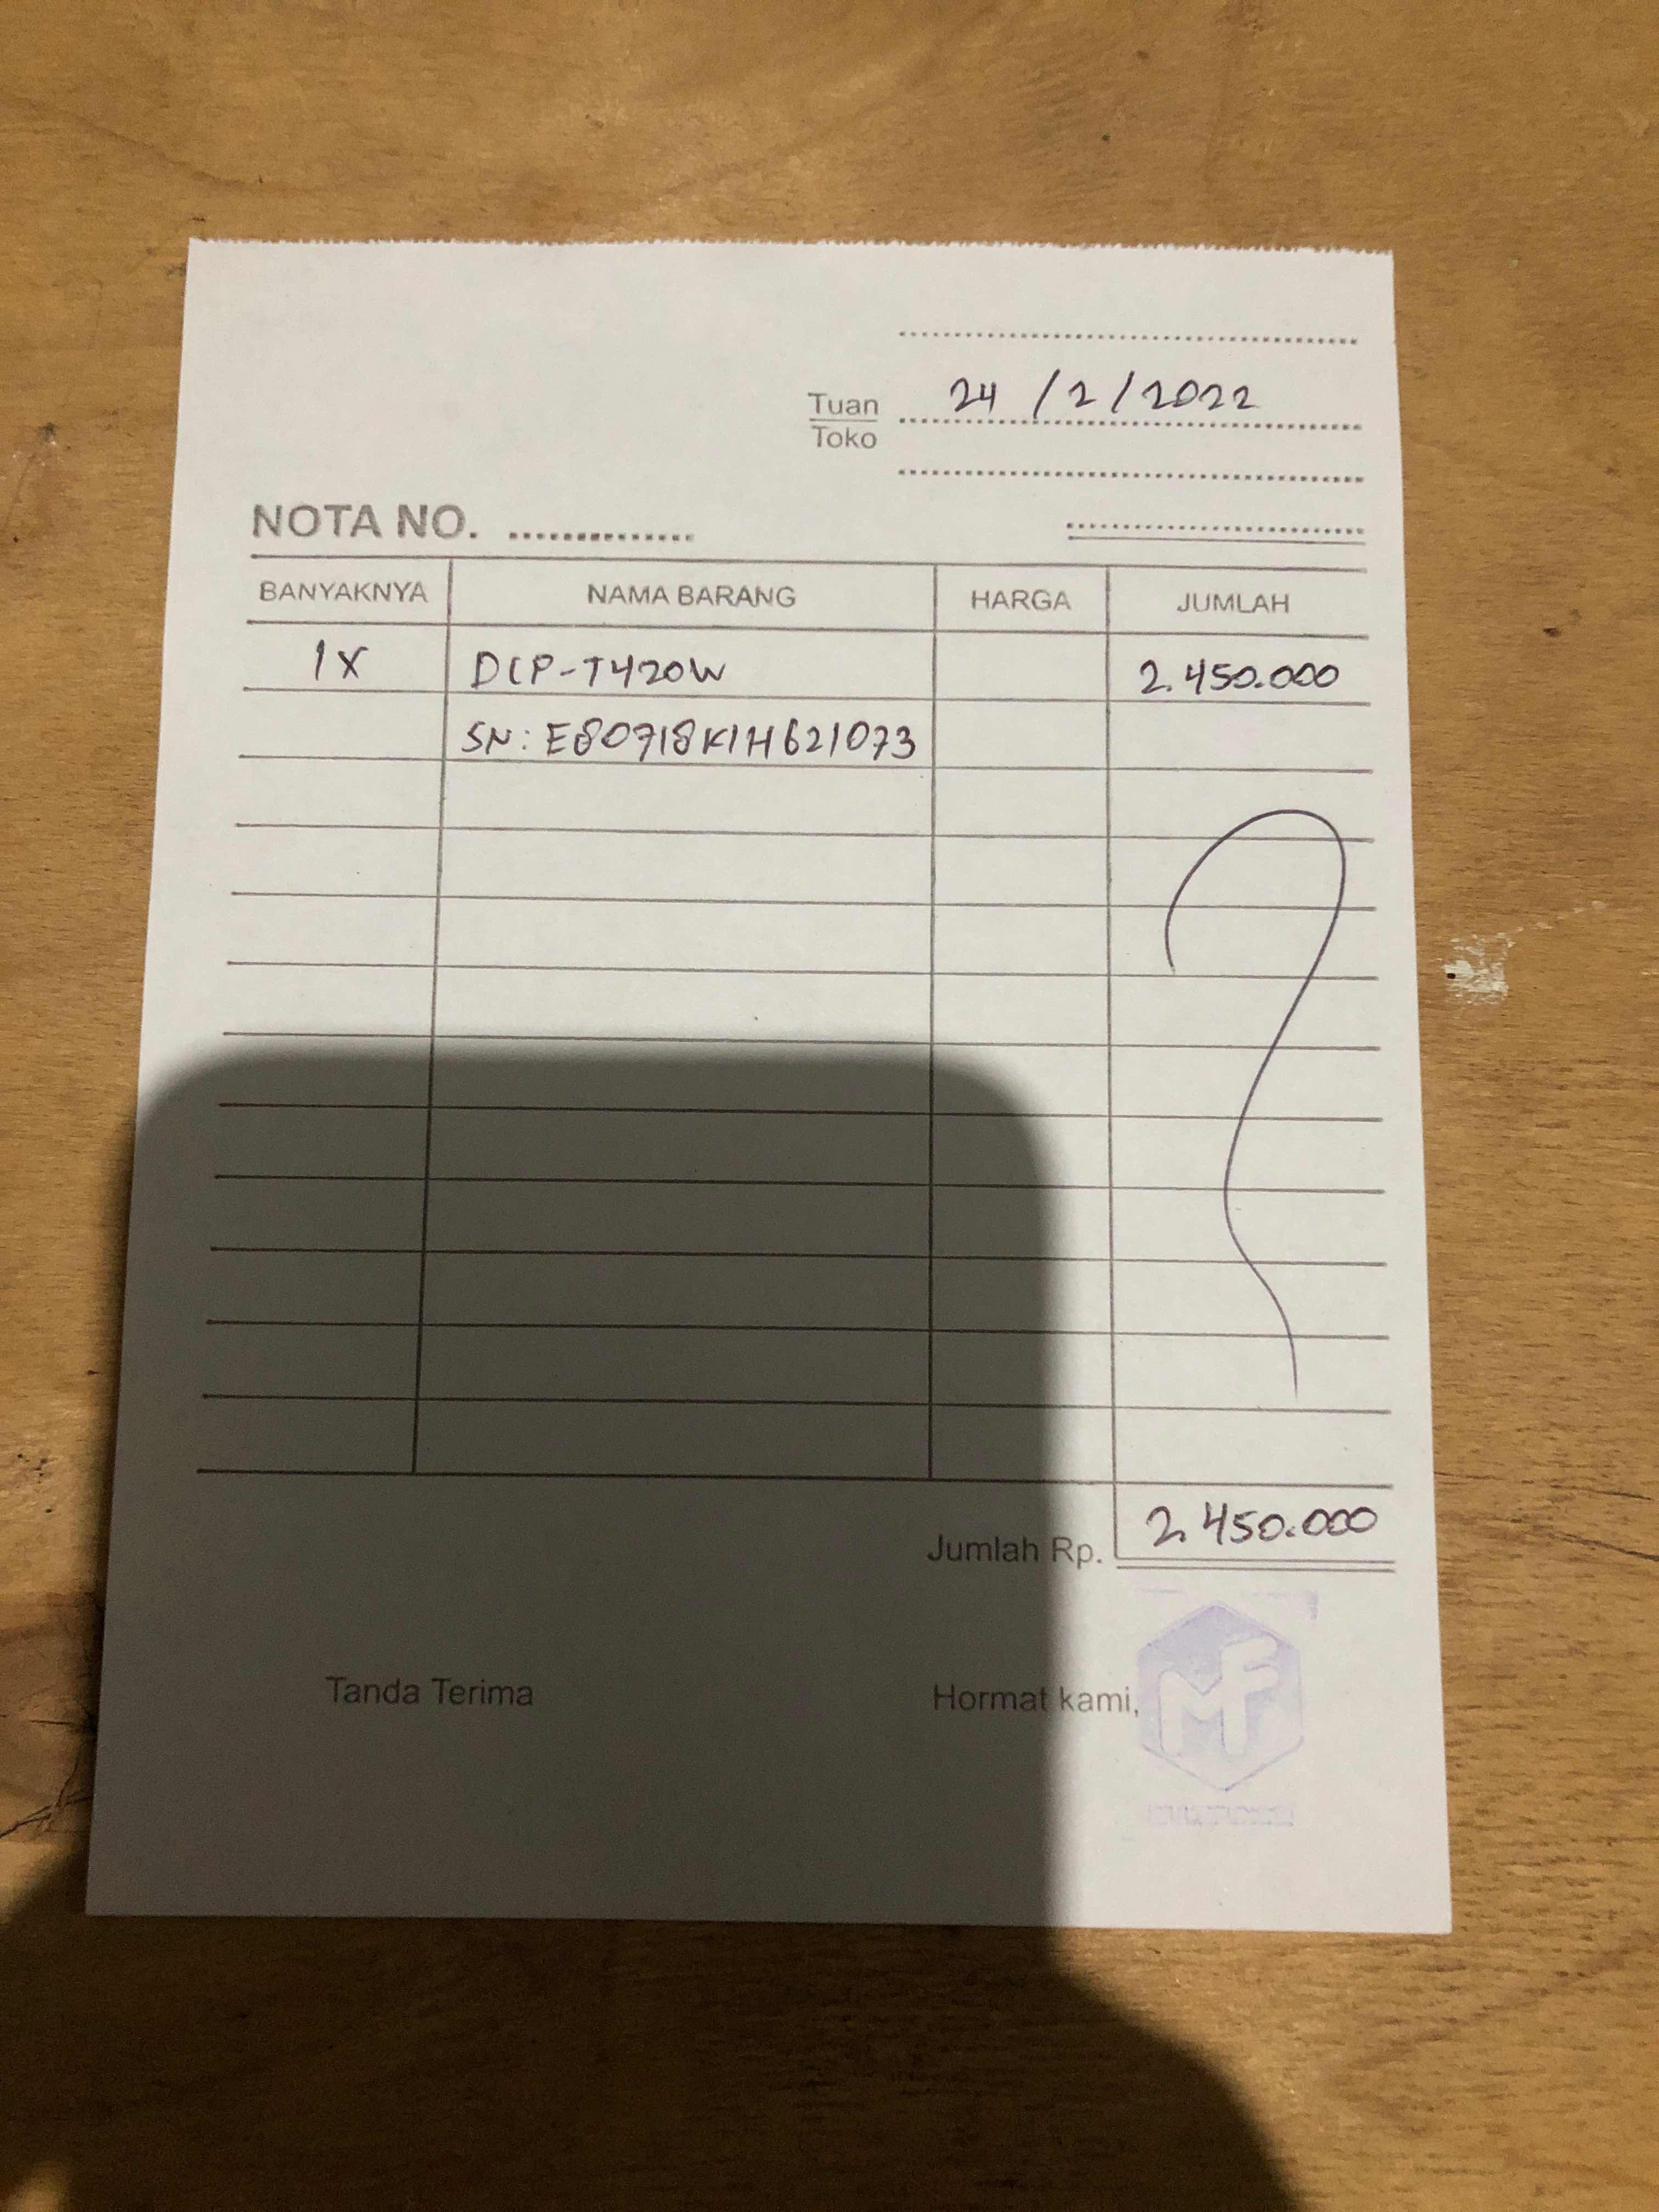 24 / 2 / 2022
Tuan
Toko
NOTA NO.
BANYAKNYA NAMA BARANG HARGA JUMLAH
1X DCP-T420W 2.450.000
SN: E80718K1H621073
Jumlah Rp. 2.450.000
Tanda Terima Hormat kami,
MF